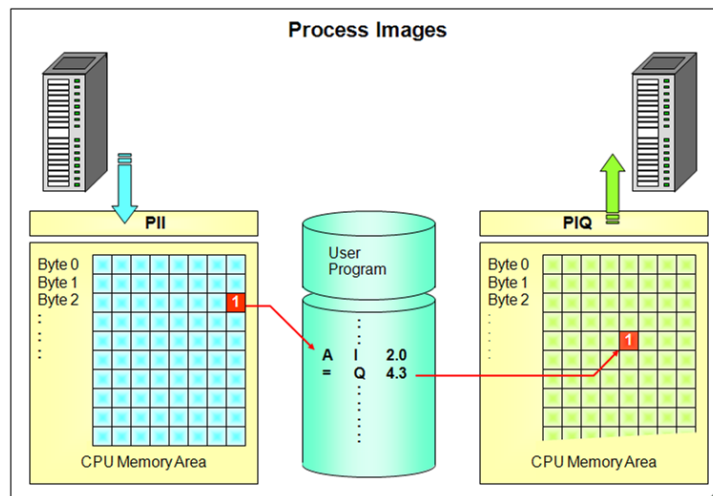 Process Images
PII
PIQ
Byte 0
Byte 1
Byte 2
1
CPU Memory Area
User
Program
A I 2.0
= Q 4.3
Byte 0
Byte 1
Byte 2
1
CPU Memory Area